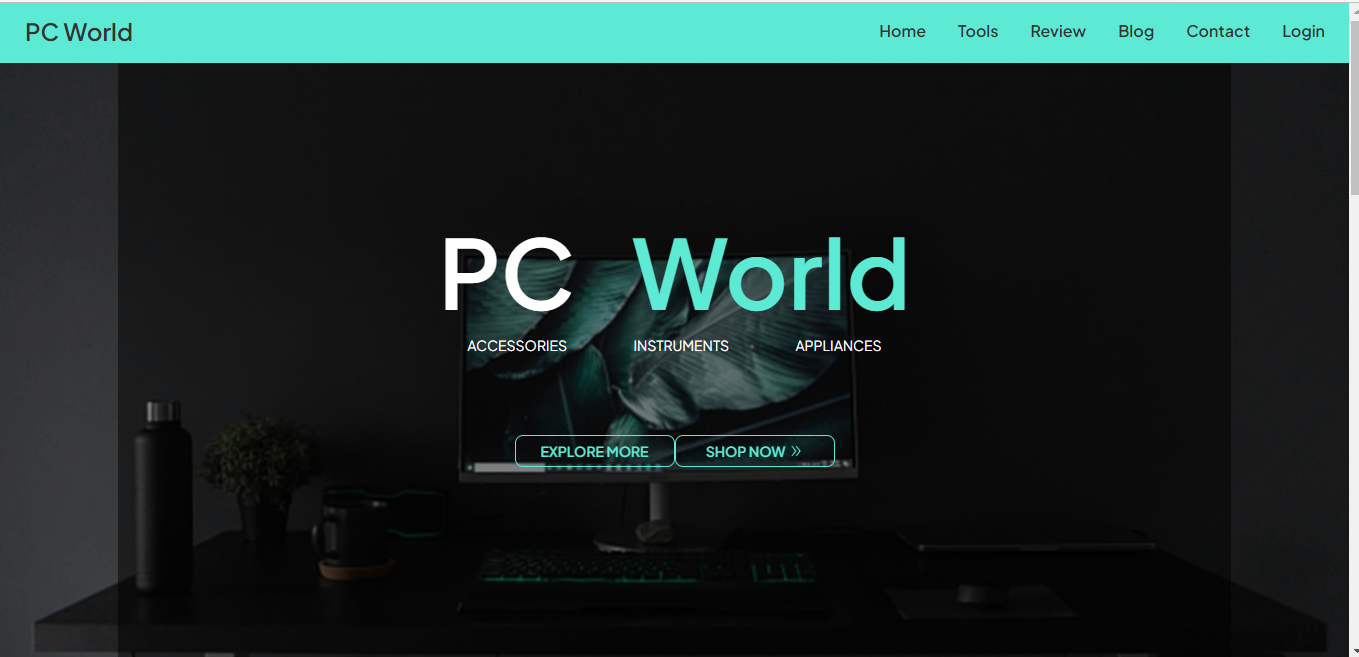 PC World
Home Tools Review Blog Contact Login
PC World
ACCESSORIES INSTRUMENTS APPLIANCES
EXPLORE MORE SHOP NOW »